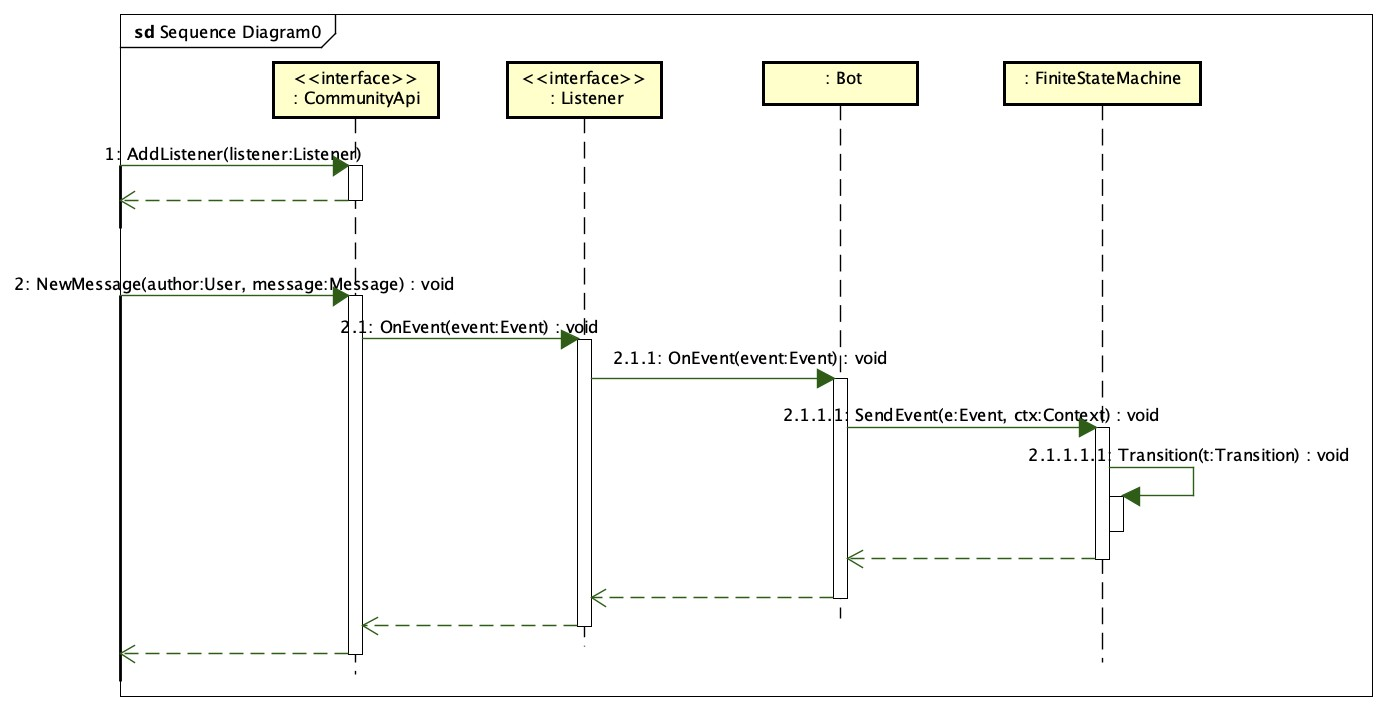 sd Sequence Diagram0
<<interface>>
: CommunityApi
<<interface>>
: Listener
: Bot
: FiniteStateMachine
1: AddListener(listener:Listener)
2: NewMessage(author:User, message:Message) : void
2.1: OnEvent(event:Event) : void
2.1.1: OnEvent(event:Event) : void
2.1.1.1: SendEvent(e:Event, ctx:Context) : void
2.1.1.1.1: Transition(t:Transition) : void